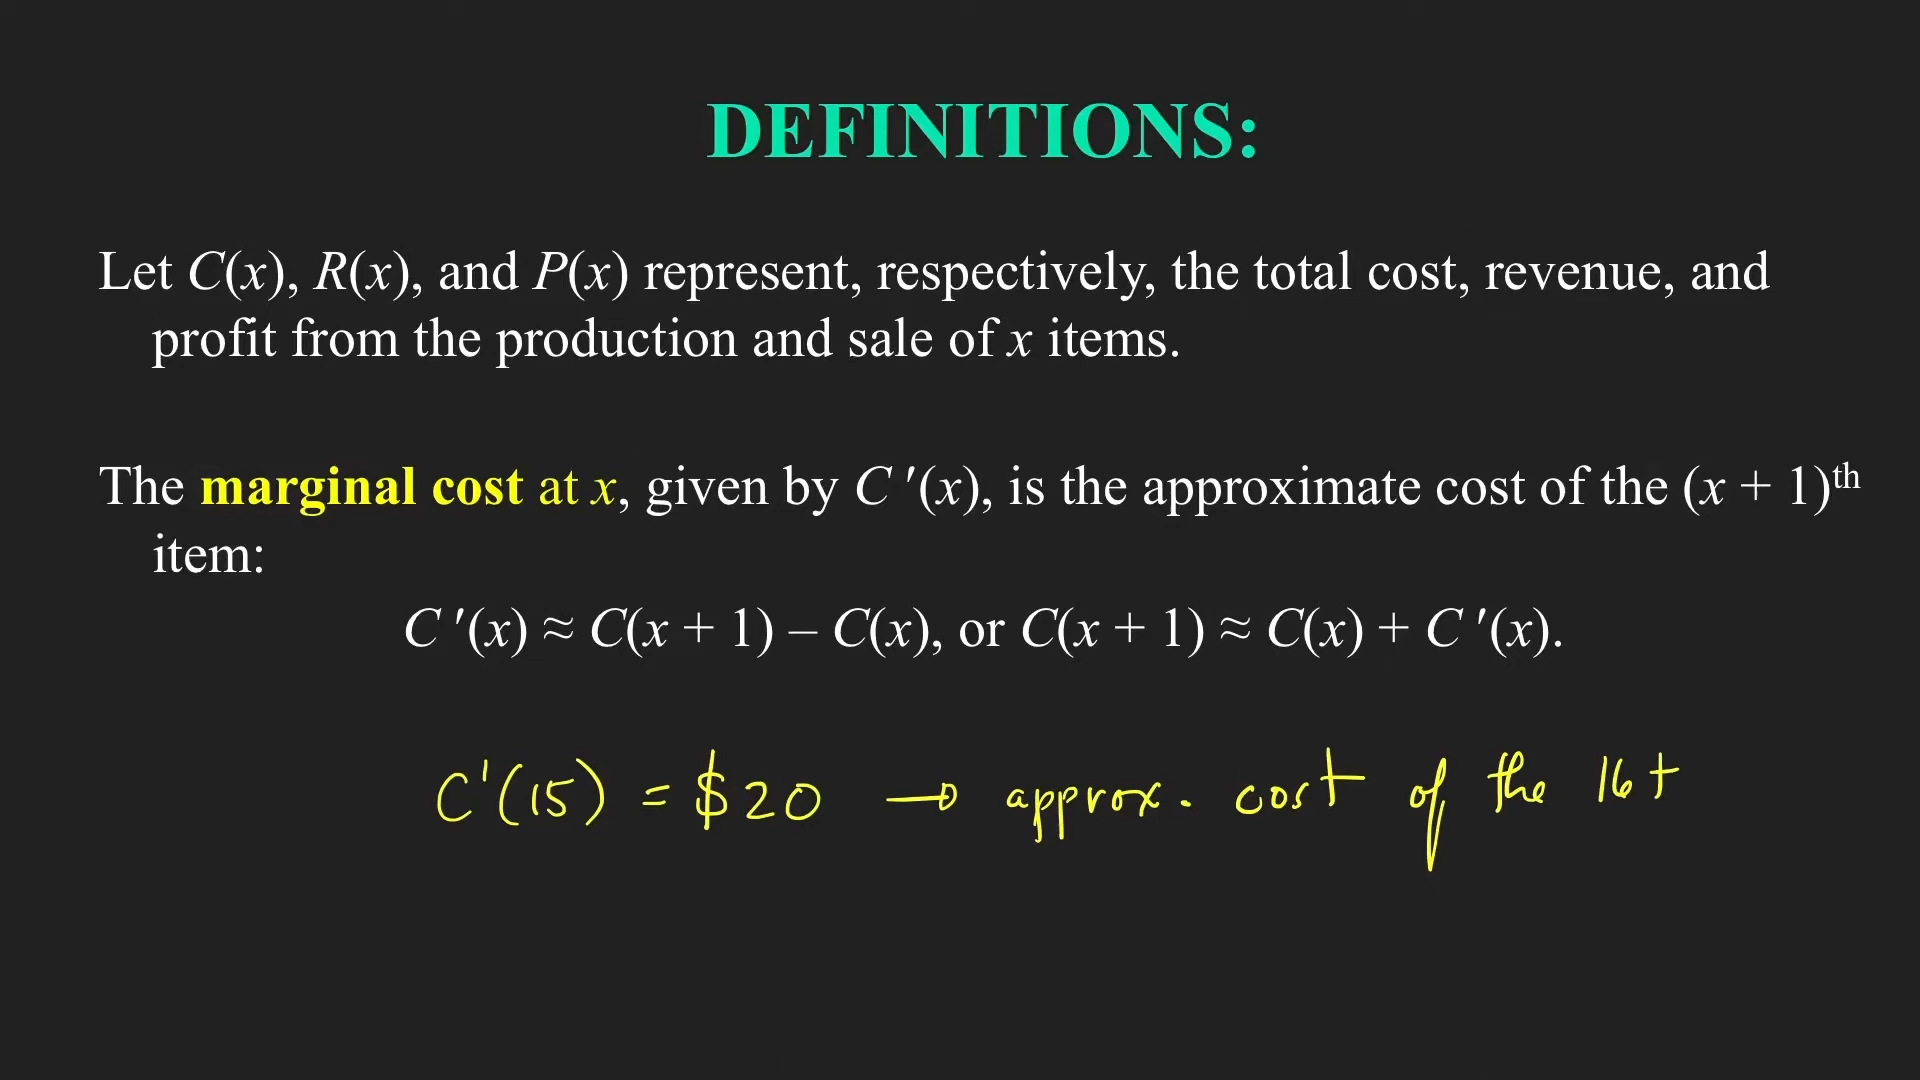 DEFINITIONS:
Let C(x), R(x), and P(x) represent, respectively, the total cost, revenue, and
profit from the production and sale of x items.
The marginal cost at x, given by C ′(x), is the approximate cost of the (x + 1)th
item:
C ′(x) ≈ C(x + 1) – C(x), or C(x + 1) ≈ C(x) + C ′(x).
C'(15) = $20 → approx. cost of the 16t